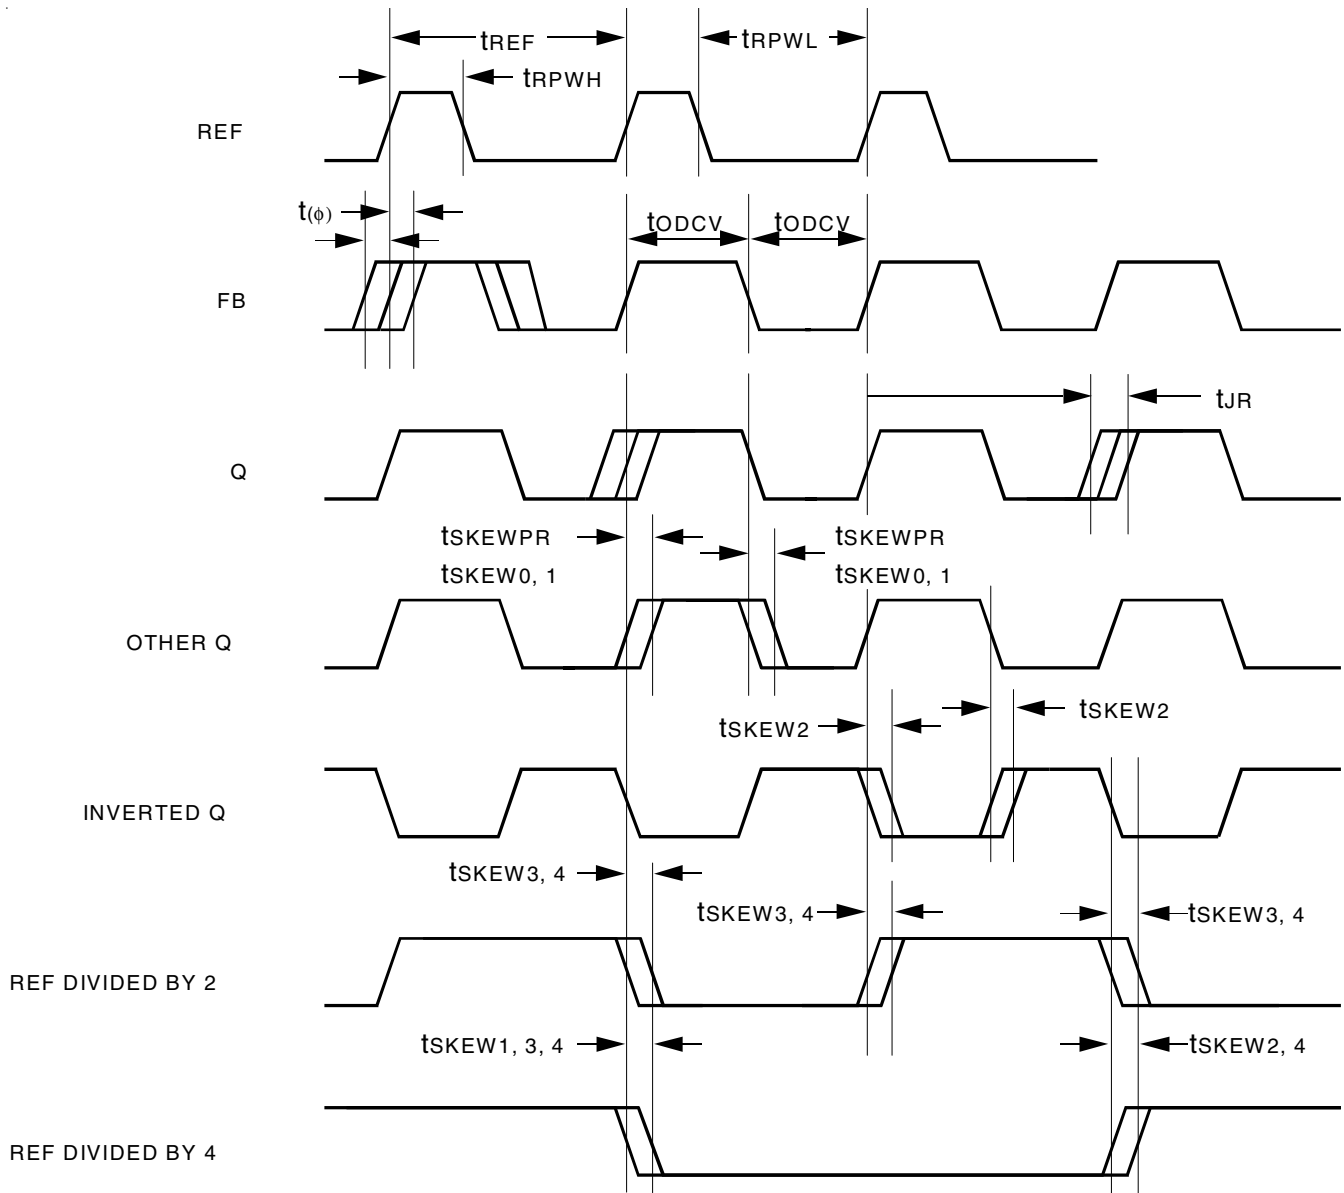 tREF
tRPWL
tRPWH
REF
t(ϕ)
tODCV
tODCV
FB
tJR
Q
tSKEWPR
tSKEW0, 1
tSKEWPR
tSKEW0, 1
OTHER Q
tSKEW2
tSKEW2
INVERTED Q
tSKEW3, 4
tSKEW3, 4
tSKEW3, 4
REF DIVIDED BY 2
tSKEW1, 3, 4
tSKEW2, 4
REF DIVIDED BY 4